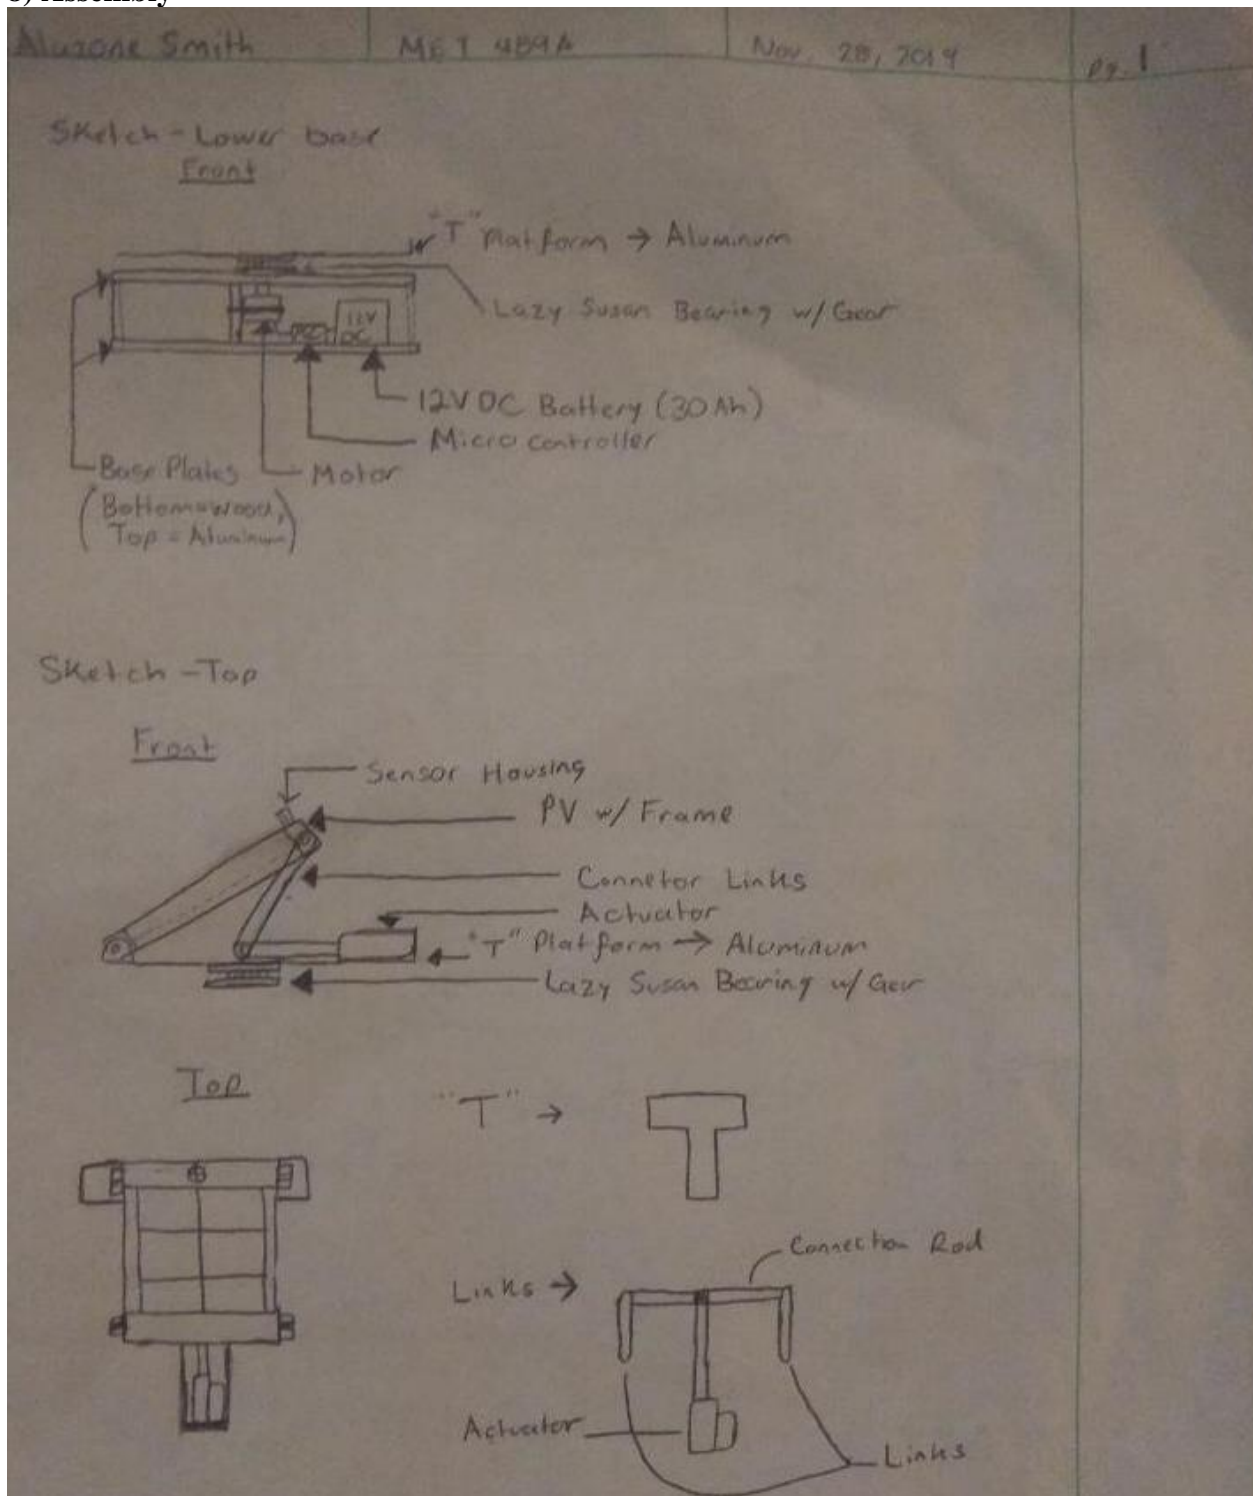 Aluzone Smith MET 489A Nov. 28, 2019 pg. 1
Sketch - Lower base
Front
"T" Platform → Aluminum
Lazy Susan Bearing w/ Gear
12V
DC
12V DC Battery (30 Ah)
Micro controller
Base Plates Motor
(Bottom = wood,
Top = Aluminum)
Sketch - Top
Front
Sensor Housing
PV w/ Frame
Connetor Links
Actuator
"T" Platform → Aluminum
Lazy Susan Bearing w/ Gear
Top
"T" →
Connection Rod
Links →
Actuator
Links